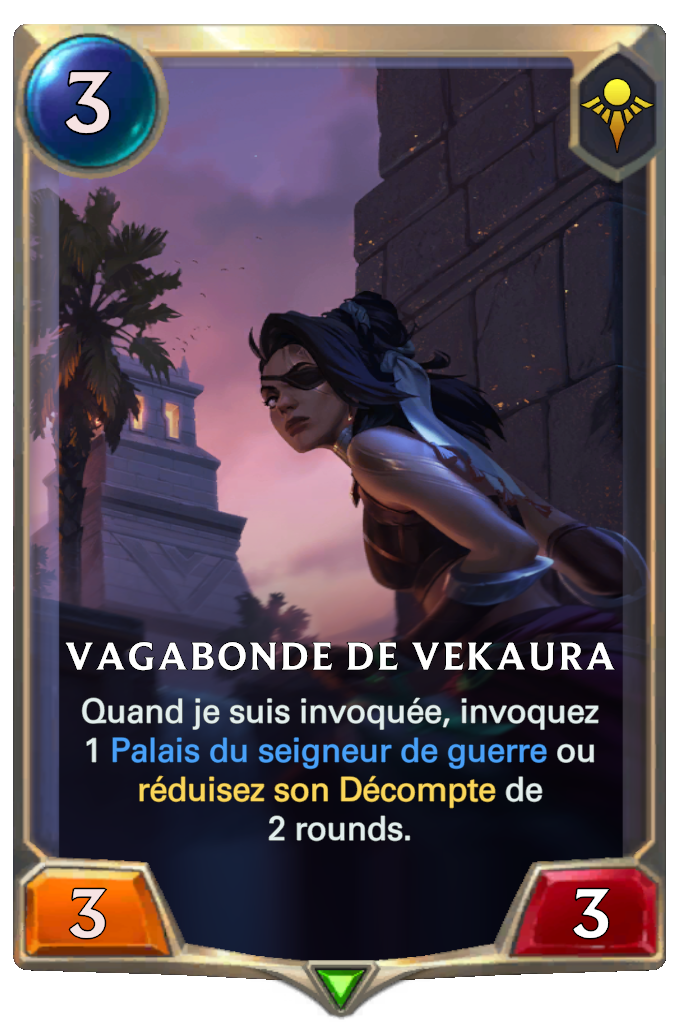 3
VAGABONDE DE VEKAURA
Quand je suis invoquée, invoquez
1 Palais du seigneur de guerre ou
réduisez son Décompte de
2 rounds.
3
3